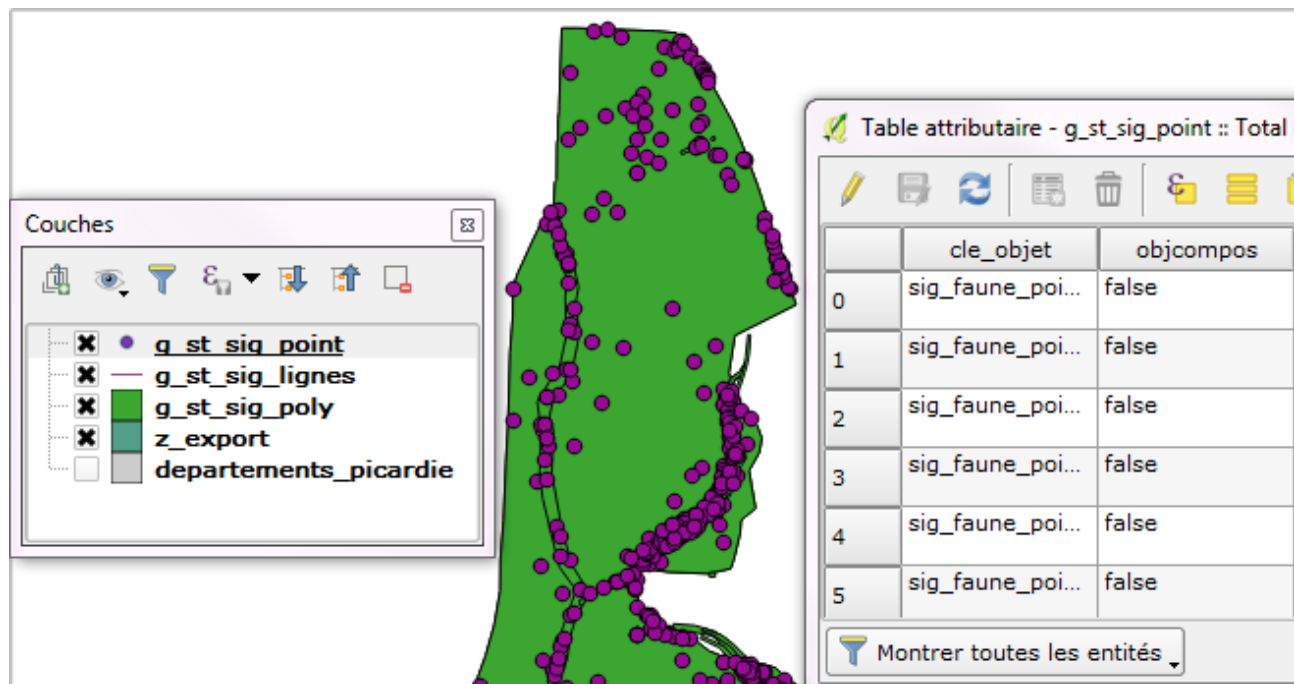 Couches
g_st_sig_point
g_st_sig_lignes
g_st_sig_poly
z_export
departements_picardie
Table attributaire - g_st_sig_point :: Total
cle_objet objcompos
0 sig_faune_poi... false
1 sig_faune_poi... false
2 sig_faune_poi... false
3 sig_faune_poi... false
4 sig_faune_poi... false
5 sig_faune_poi... false
Montrer toutes les entités